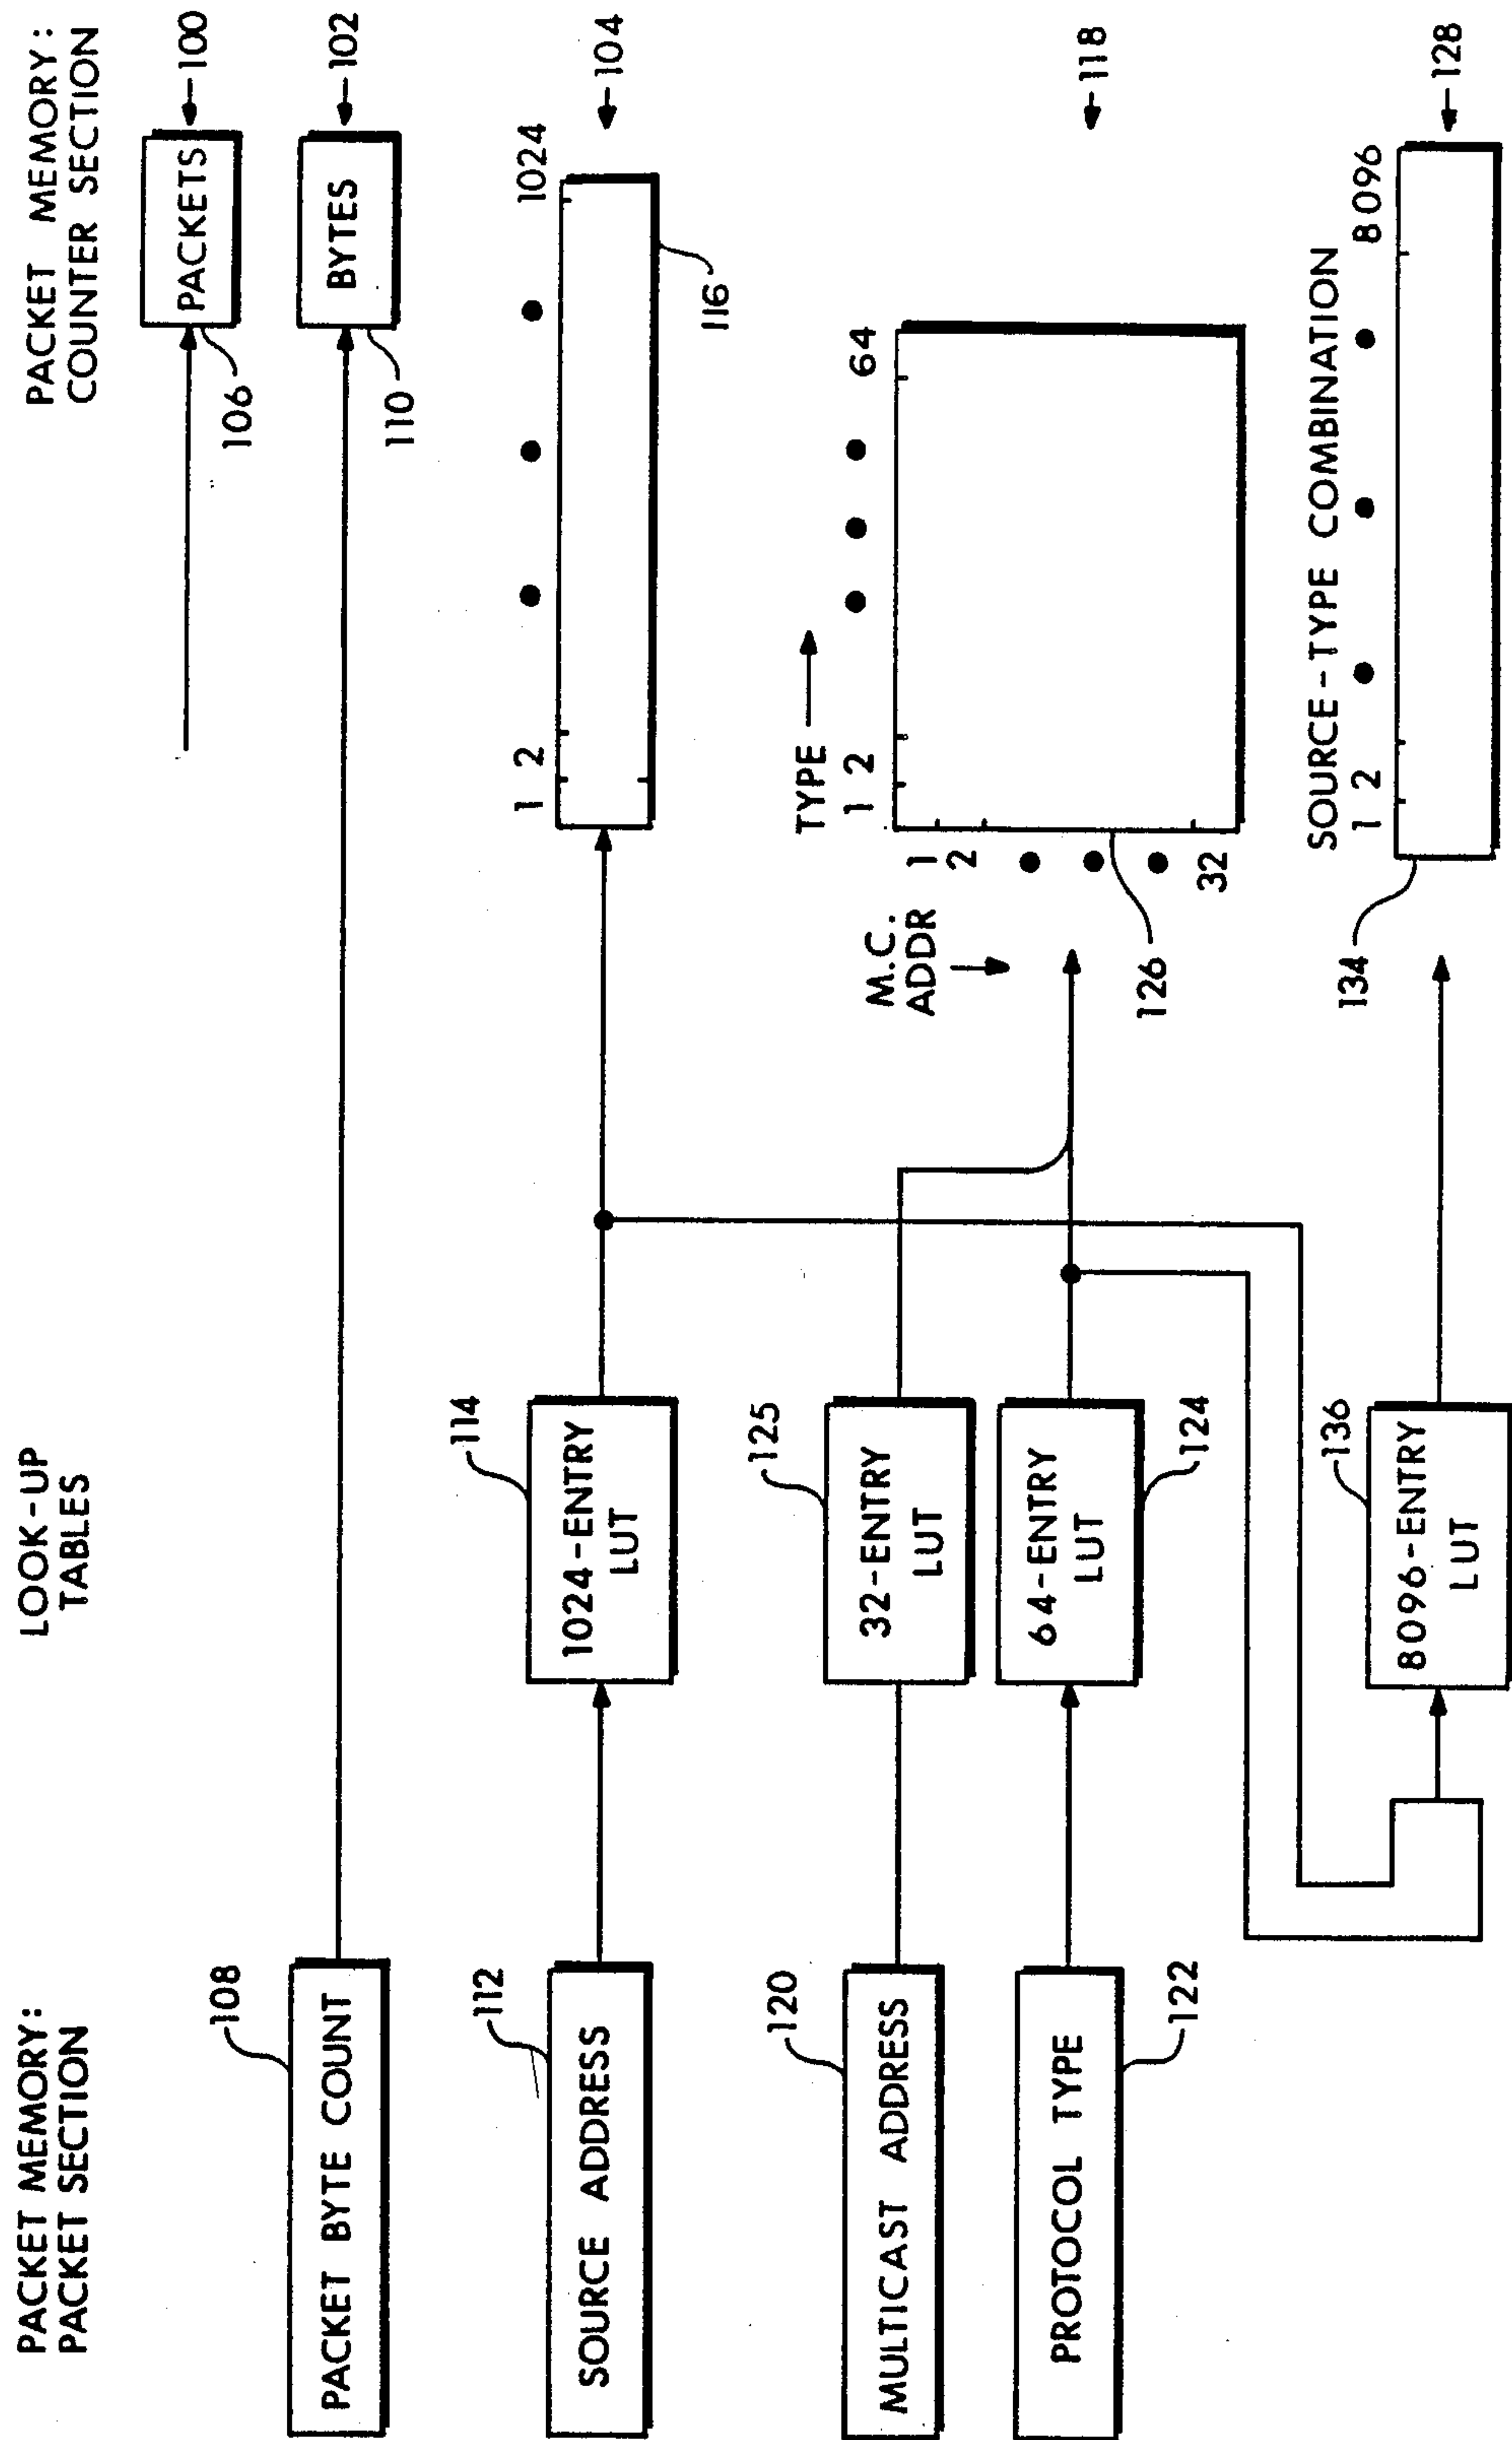 PACKET MEMORY:
PACKET SECTION
LOOK-UP
TABLES
PACKET MEMORY:
COUNTER SECTION
PACKETS
100
106
108
PACKET BYTE COUNT
BYTES
102
110
112
SOURCE ADDRESS
114
1024-ENTRY
LUT
1 2 1024
104
116
120
MULTICAST ADDRESS
125
32-ENTRY
LUT
PROTOCOL TYPE
122
64-ENTRY
LUT
124
M.C.
ADDR
TYPE
1 2 64
1
2
32
118
126
136
8096-ENTRY
LUT
SOURCE-TYPE COMBINATION
1 2 8096
128
134